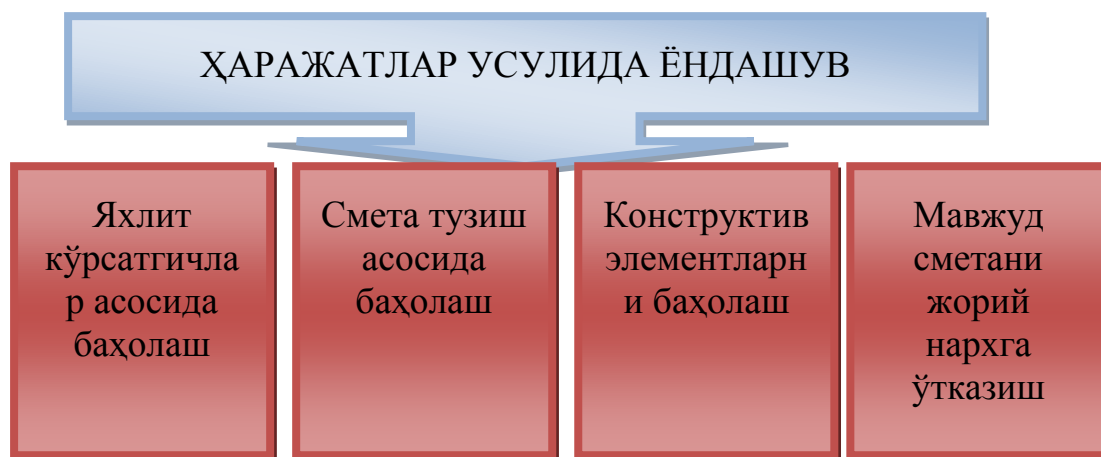 ҲАРАЖАТЛАР УСУЛИДА ЁНДАШУВ
Яхлит
кўрсатгичла
р асосида
баҳолаш
Смета тузиш
асосида
баҳолаш
Конструктив
элементларн
и баҳолаш
Мавжуд
сметани
жорий
нархга
ўтказиш